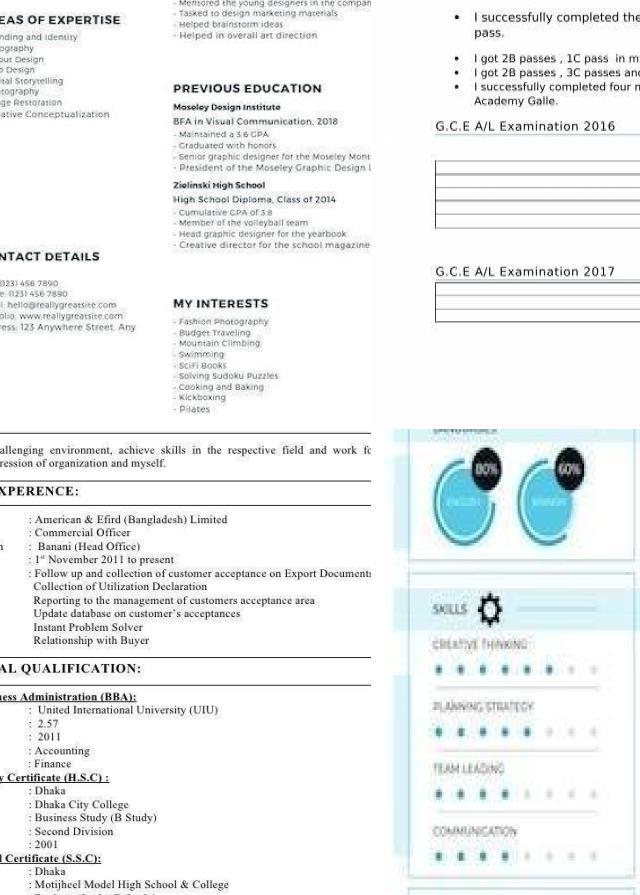 EAS OF EXPERTISE
nding and Identity
ography
out Design
Design
ital Storytelling
tography
ge Restoration
ative Conceptualization
NTACT DETAILS
(123) 456 7890
e: (123) 456 7890
l: hello@reallygreatsite.com
folio: www.reallygreatsite.com
ress: 123 Anywhere Street, Any
- Mentored the young designers in the compan
- Tasked to design marketing materials
- Helped brainstorm ideas
- Helped in overall art direction
PREVIOUS EDUCATION
Moseley Design Institute
BFA in Visual Communication, 2018
- Maintained a 3.6 GPA
- Graduated with honors
- Senior graphic designer for the Moseley Mont
- President of the Moseley Graphic Design L
Zielinski High School
High School Diploma, Class of 2014
- Cumulative GPA of 3.8
- Member of the volleyball team
- Head graphic designer for the yearbook
- Creative director for the school magazine
MY INTERESTS
- Fashion Photography
- Budget Traveling
- Mountain Climbing
- Swimming
- SciFi Books
- Solving Sudoku Puzzles
- Cooking and Baking
- Kickboxing
- Pilates
• I successfully completed the
pass.
• I got 2B passes , 1C pass in m
• I got 2B passes , 3C passes an
• I successfully completed four m
Academy Galle.
G.C.E A/L Examination 2016
G.C.E A/L Examination 2017
allenging environment, achieve skills in the respective field and work fo
ression of organization and myself.
XPERENCE:
: American & Efird (Bangladesh) Limited
: Commercial Officer
n : Banani (Head Office)
: 1st November 2011 to present
: Follow up and collection of customer acceptance on Export Documents
Collection of Utilization Declaration
Reporting to the management of customers acceptance area
Update database on customer’s acceptances
Instant Problem Solver
Relationship with Buyer
AL QUALIFICATION:
ness Administration (BBA):
: United International University (UIU)
: 2.57
: 2011
: Accounting
: Finance
y Certificate (H.S.C) :
: Dhaka
: Dhaka City College
: Business Study (B Study)
: Second Division
: 2001
l Certificate (S.S.C):
: Dhaka
: Motijheel Model High School & College
LANGUAGES
80%
60%
ENGLISH
SKILLS
CREATIVE THINKING
PLANNING STRATEGY
TEAM LEADING
COMMUNICATION